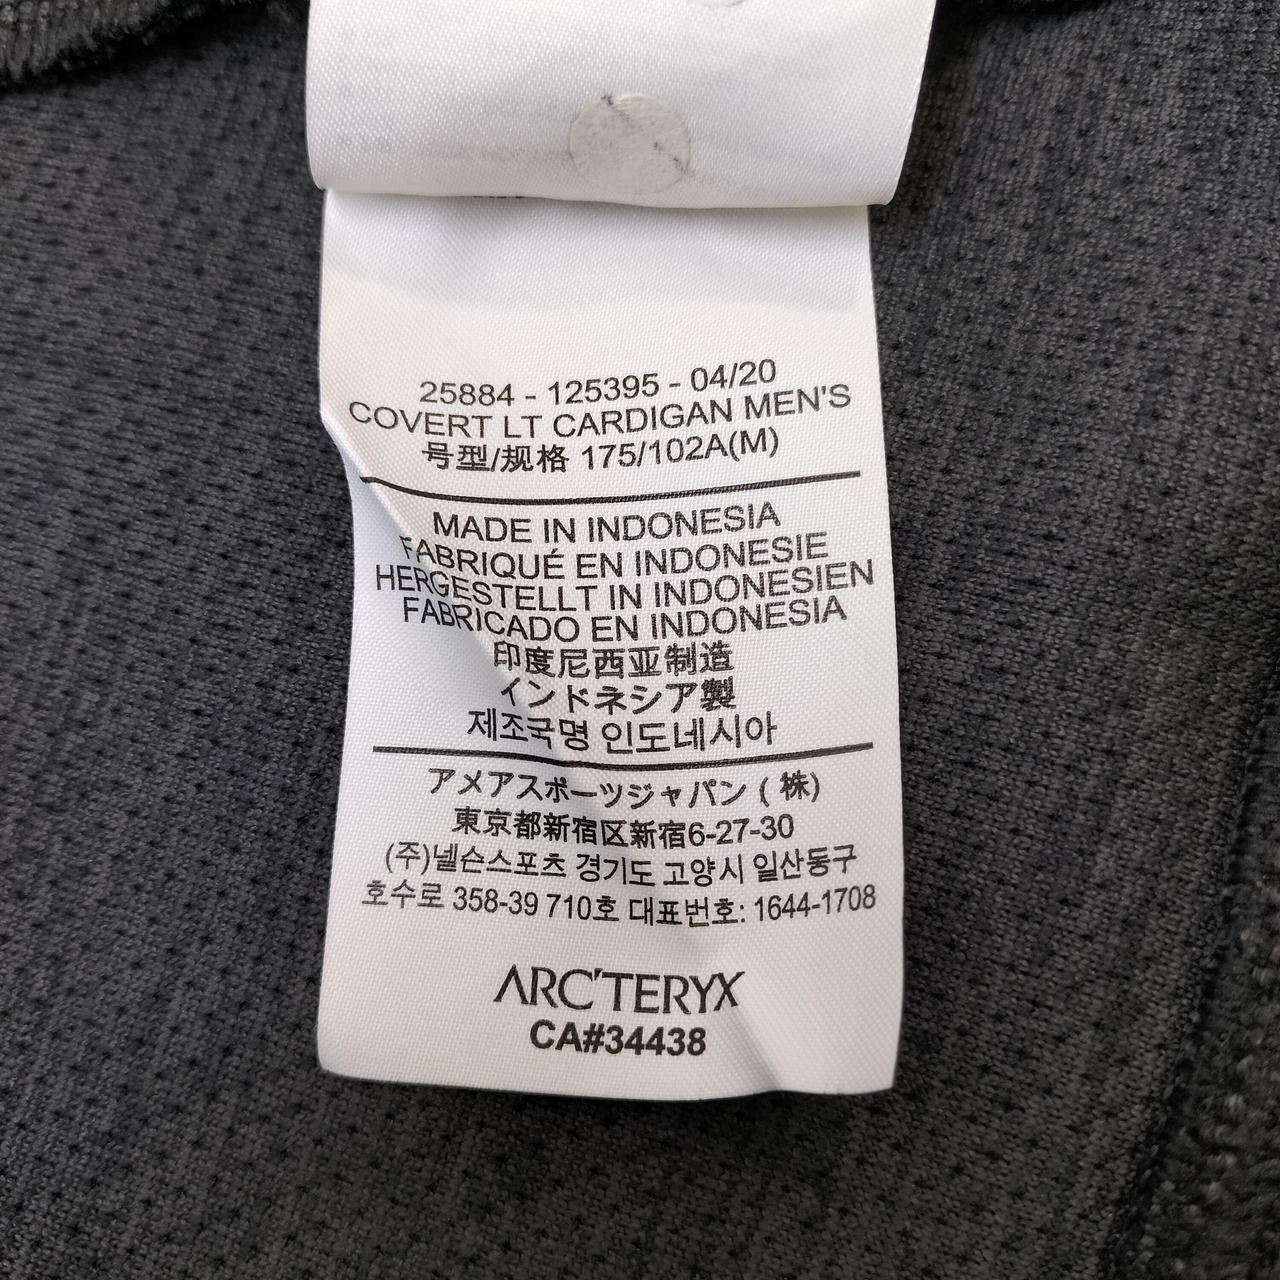 25884 - 125395 - 04/20
COVERT LT CARDIGAN MEN'S
号型/规格 175/102A(M)
MADE IN INDONESIA
FABRIQUÉ EN INDONESIE
HERGESTELLT IN INDONESIEN
FABRICADO EN INDONESIA
印度尼西亚制造
インドネシア製
제조국명 인도네시아
アメアスポーツジャパン ( 株)
東京都新宿区新宿6-27-30
(주)넬슨스포츠 경기도 고양시 일산동구
호수로 358-39 710호 대표번호: 1644-1708
ARC'TERYX
CA#34438